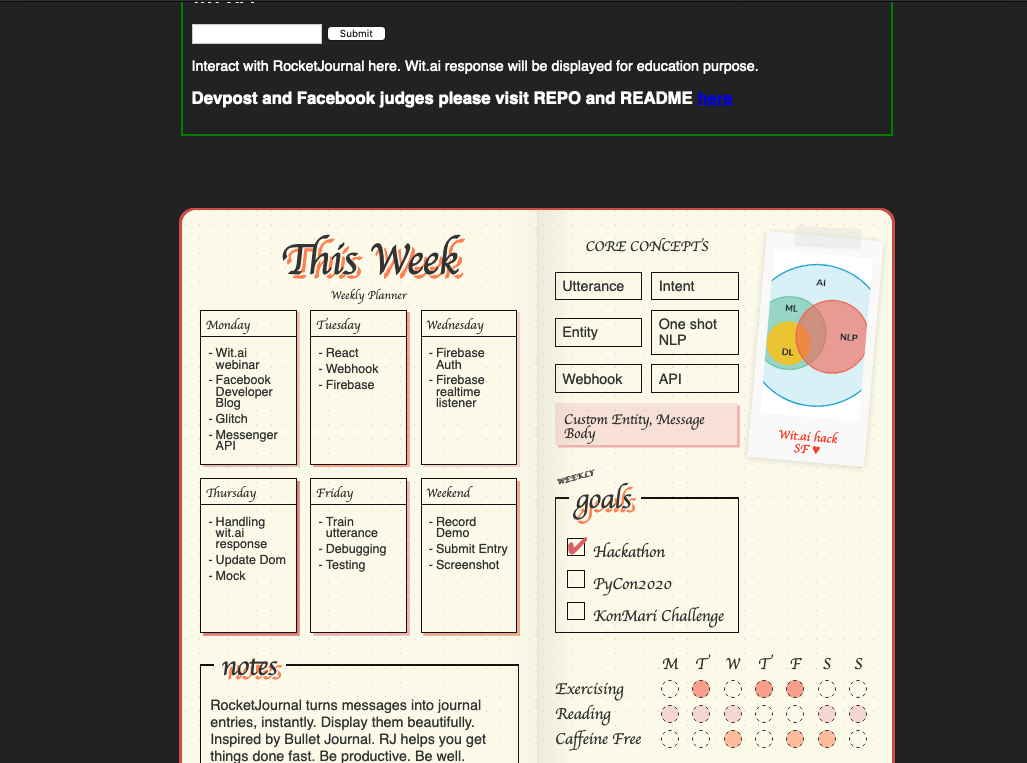 Submit
Interact with RocketJournal here. Wit.ai response will be displayed for education purpose.
Devpost and Facebook judges please visit REPO and README here
This Week
Weekly Planner
Monday
- Wit.ai
webinar
- Facebook
Developer
Blog
- Glitch
- Messenger
API
Tuesday
- React
- Webhook
- Firebase
Wednesday
- Firebase
Auth
- Firebase
realtime
listener
Thursday
- Handling
wit.ai
response
- Update Dom
- Mock
Friday
- Train
utterance
- Debugging
- Testing
Weekend
- Record
Demo
- Submit Entry
- Screenshot
notes
RocketJournal turns messages into journal
entries, instantly. Display them beautifully.
Inspired by Bullet Journal. RJ helps you get
things done fast. Be productive. Be well.
CORE CONCEPTS
Utterance
Intent
Entity
One shot
NLP
Webhook
API
Custom Entity, Message
Body
AI
ML
NLP
DL
Wit.ai hack
SF ♥
WEEKLY
goals
Hackathon
PyCon2020
KonMari Challenge
M T W T F S S
Exercising
Reading
Caffeine Free